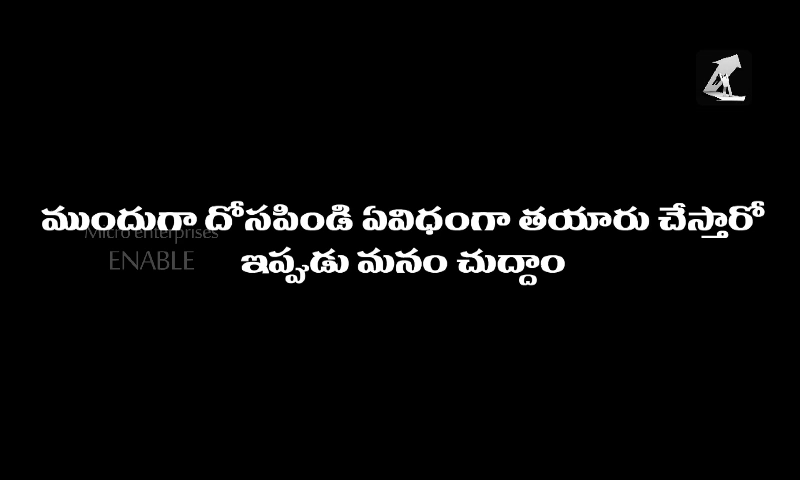 ముందుగా దోసపిండి ఏవిధంగా తయారు చేస్తారో
Micro enterprises
ENABLE
ఇప్పుడు మనం చుద్దాం